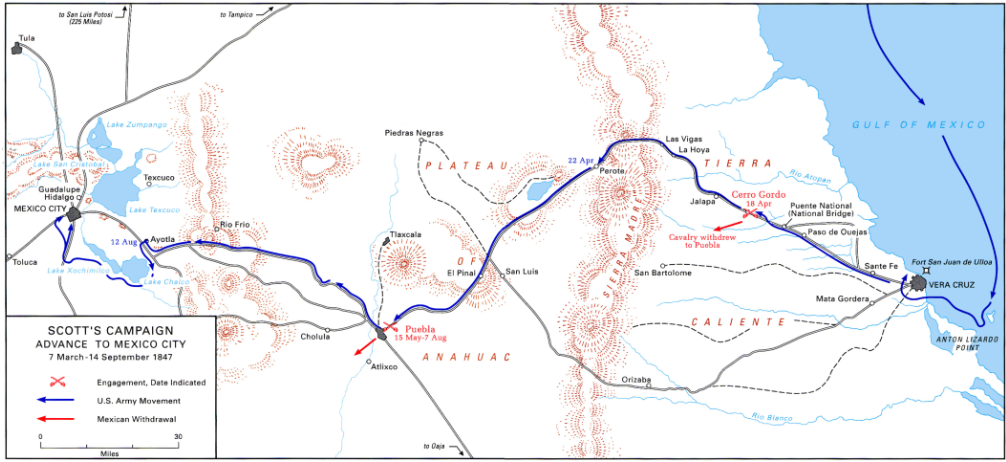 to San Luis Potosi
(225 Miles)
to Tampico
Tula
Lake Zumpango
GULF OF MEXICO
Piedras Negras
Las Vigas
La Hoya
PLATEAU
22 Apr
Perote
TIERRA
Rio Atopan
Lake San Cristobal
Texcuco
Guadalupe
Hidalgo
MEXICO CITY
Lake Texcuco
Cerro Gordo
18 Apr
Jalapa
Puente National
(National Bridge)
Paso de Ouejas
Rio Frio
12 Aug
Ayotla
Tlaxcala
Cavalry withdrew
to Puebla
Toluca
Lake Xochimilco
Lake Chalco
OF
El Pinal
San Luis
SIERRA MADRE
San Bartolome
Sante Fe
Fort San Juan de Ulloa
VERA CRUZ
Mata Gordera
CALIENTE
ANTON LIZARDO
POINT
Cholula
Puebla
15 May-7 Aug
ANAHUAC
Atlixco
Orizaba
Rio Blanco
to Oaja
SCOTT'S CAMPAIGN
ADVANCE TO MEXICO CITY
7 March-14 September 1847
Engagement, Date Indicated
U.S. Army Movement
Mexican Withdrawal
0 30
Miles